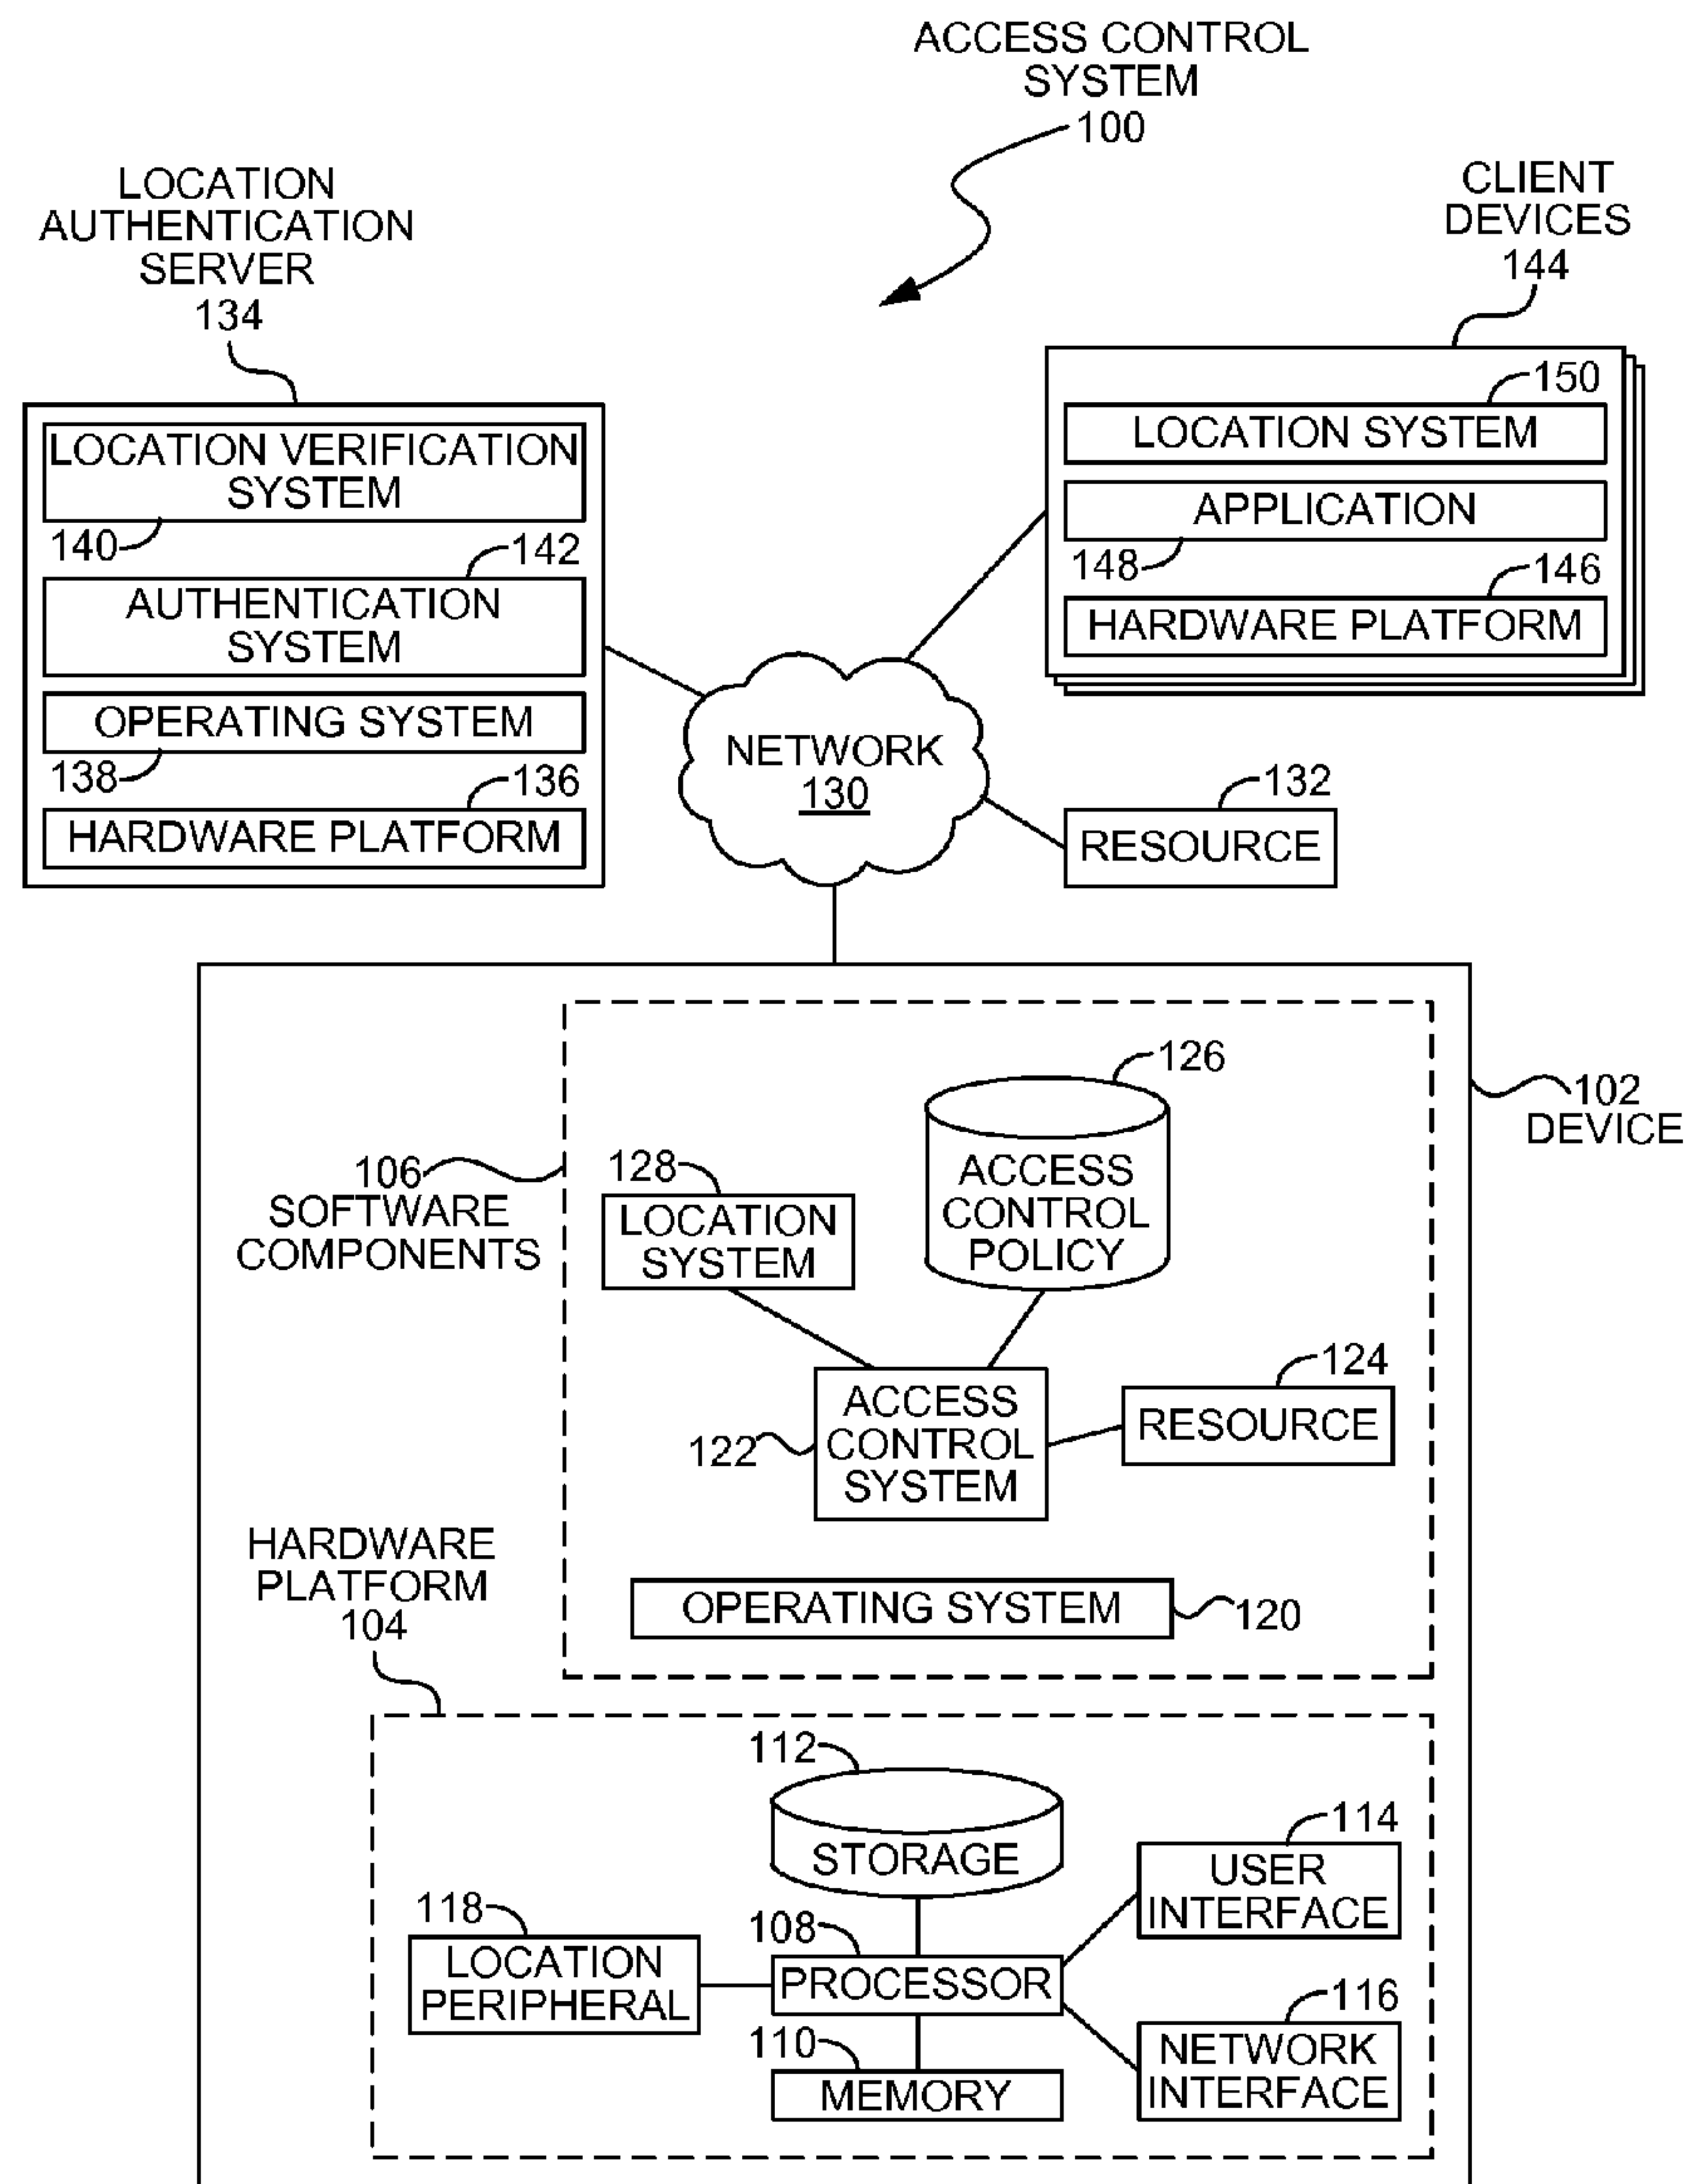 ACCESS CONTROL
SYSTEM
100
LOCATION
AUTHENTICATION
SERVER
134
CLIENT
DEVICES
144
LOCATION VERIFICATION
SYSTEM
140
142
AUTHENTICATION
SYSTEM
OPERATING SYSTEM
138
136
HARDWARE PLATFORM
150
LOCATION SYSTEM
APPLICATION
148
146
HARDWARE PLATFORM
NETWORK
130
132
RESOURCE
102
DEVICE
106
SOFTWARE
COMPONENTS
128
LOCATION
SYSTEM
126
ACCESS
CONTROL
POLICY
122
ACCESS
CONTROL
SYSTEM
124
RESOURCE
OPERATING SYSTEM
120
HARDWARE
PLATFORM
104
112
STORAGE
114
USER
INTERFACE
118
LOCATION
PERIPHERAL
108
PROCESSOR
116
NETWORK
INTERFACE
110
MEMORY